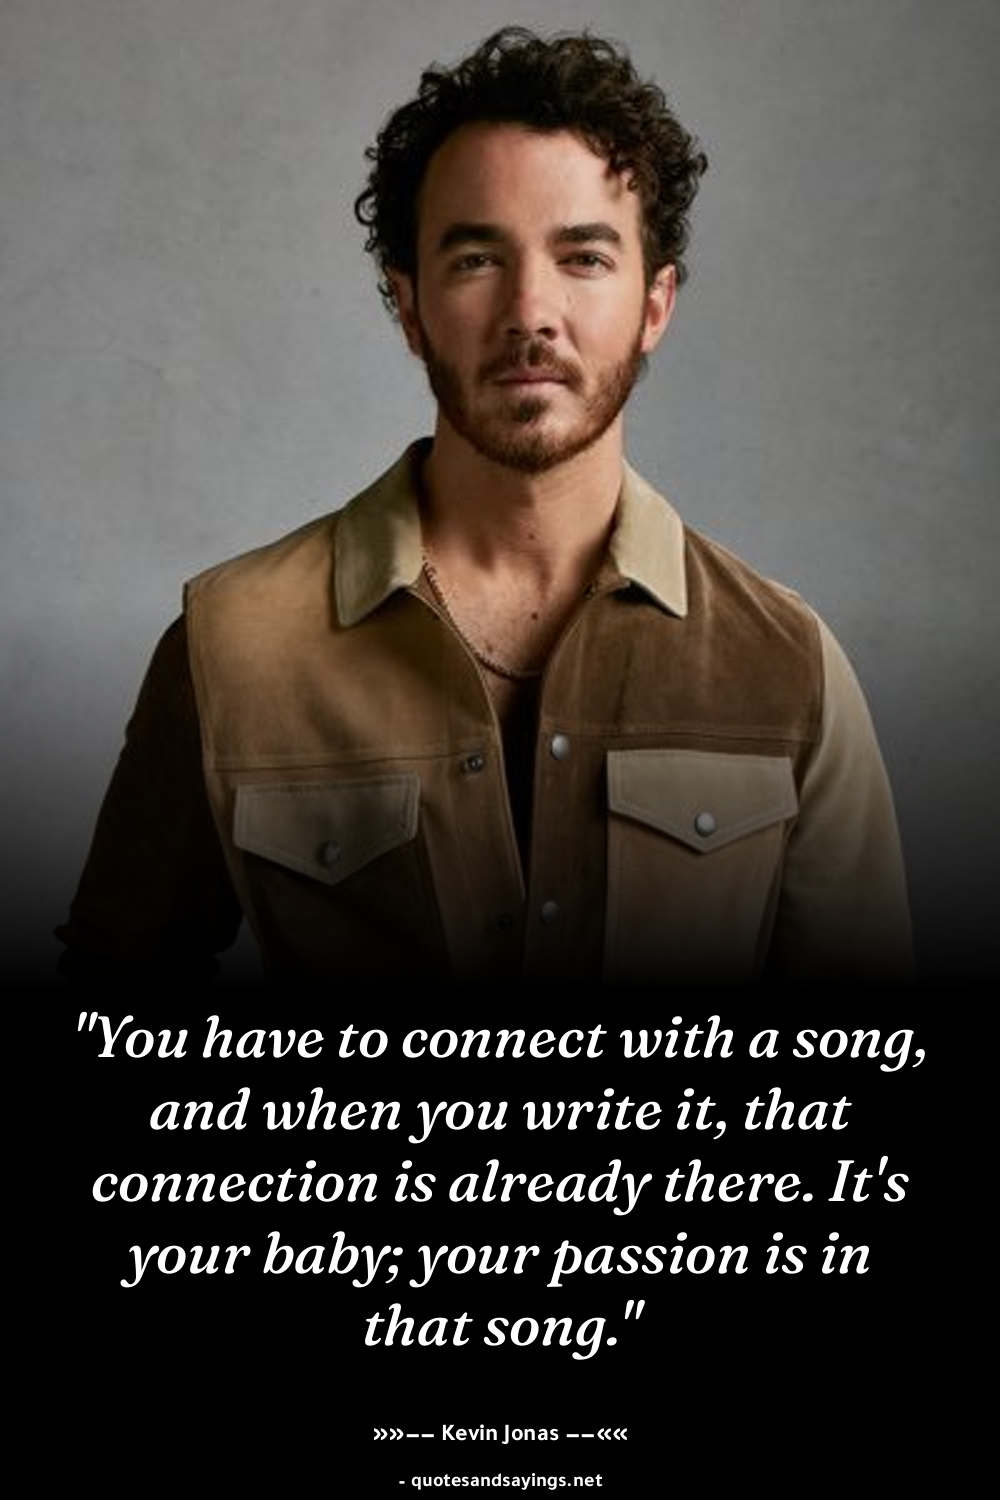 "You have to connect with a song,
and when you write it, that
connection is already there. It's
your baby; your passion is in
that song."
»»–– Kevin Jonas ––««
- quotesandsayings.net